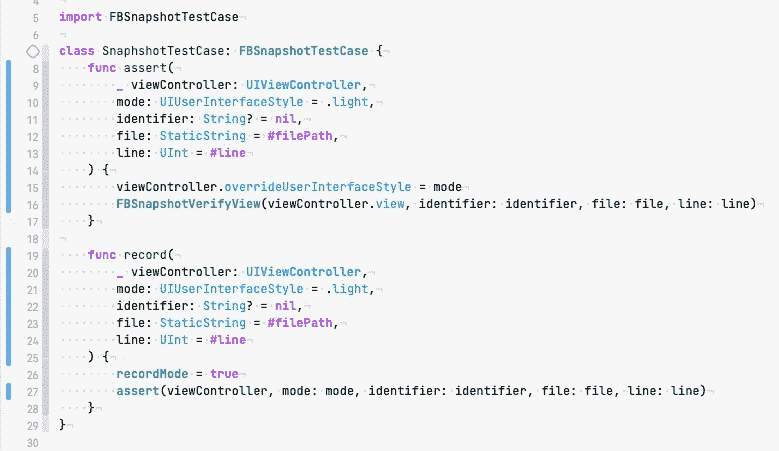 4
5 import FBSnapshotTestCase
6
class SnaphshotTestCase: FBSnapshotTestCase {
8 func assert(
9 _ viewController: UIViewController,
10 mode: UIUserInterfaceStyle = .light,
11 identifier: String? = nil,
12 file: StaticString = #filePath,
13 line: UInt = #line
14 ) {
15 viewController.overrideUserInterfaceStyle = mode
16 FBSnapshotVerifyView(viewController.view, identifier: identifier, file: file, line: line)
17 }
18
19 func record(
20 _ viewController: UIViewController,
21 mode: UIUserInterfaceStyle = .light,
22 identifier: String? = nil,
23 file: StaticString = #filePath,
24 line: UInt = #line
25 ) {
26 recordMode = true
27 assert(viewController, mode: mode, identifier: identifier, file: file, line: line)
28 }
29 }
30